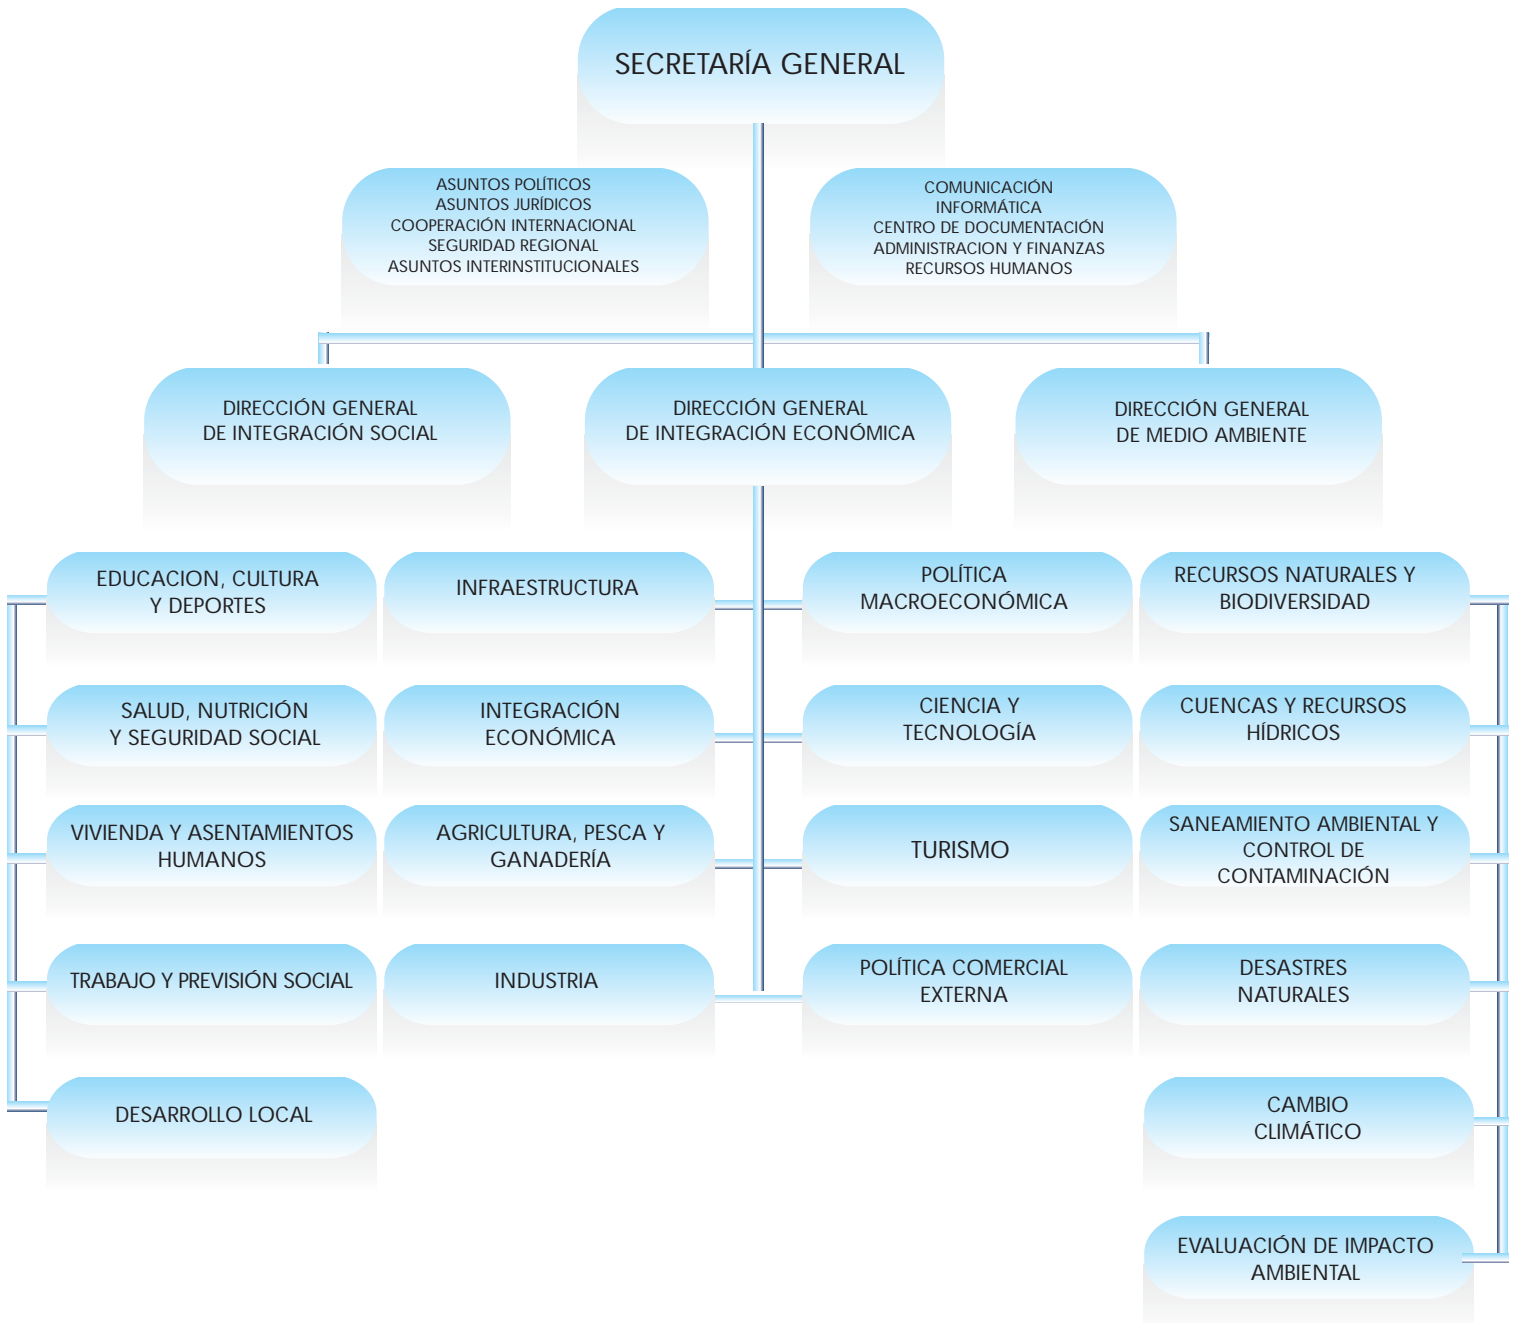 SECRETARÍA GENERAL
ASUNTOS POLÍTICOS
ASUNTOS JURÍDICOS
COOPERACIÓN INTERNACIONAL
SEGURIDAD REGIONAL
ASUNTOS INTERINSTITUCIONALES
COMUNICACIÓN
INFORMÁTICA
CENTRO DE DOCUMENTACIÓN
ADMINISTRACION Y FINANZAS
RECURSOS HUMANOS
DIRECCIÓN GENERAL
DE INTEGRACIÓN SOCIAL
DIRECCIÓN GENERAL
DE INTEGRACIÓN ECONÓMICA
DIRECCIÓN GENERAL
DE MEDIO AMBIENTE
EDUCACION, CULTURA
Y DEPORTES
INFRAESTRUCTURA
POLÍTICA
MACROECONÓMICA
RECURSOS NATURALES Y
BIODIVERSIDAD
SALUD, NUTRICIÓN
Y SEGURIDAD SOCIAL
INTEGRACIÓN
ECONÓMICA
CIENCIA Y
TECNOLOGÍA
CUENCAS Y RECURSOS
HÍDRICOS
VIVIENDA Y ASENTAMIENTOS
HUMANOS
AGRICULTURA, PESCA Y
GANADERÍA
TURISMO
SANEAMIENTO AMBIENTAL Y
CONTROL DE
CONTAMINACIÓN
TRABAJO Y PREVISIÓN SOCIAL
INDUSTRIA
POLÍTICA COMERCIAL
EXTERNA
DESASTRES
NATURALES
DESARROLLO LOCAL
CAMBIO
CLIMÁTICO
EVALUACIÓN DE IMPACTO
AMBIENTAL